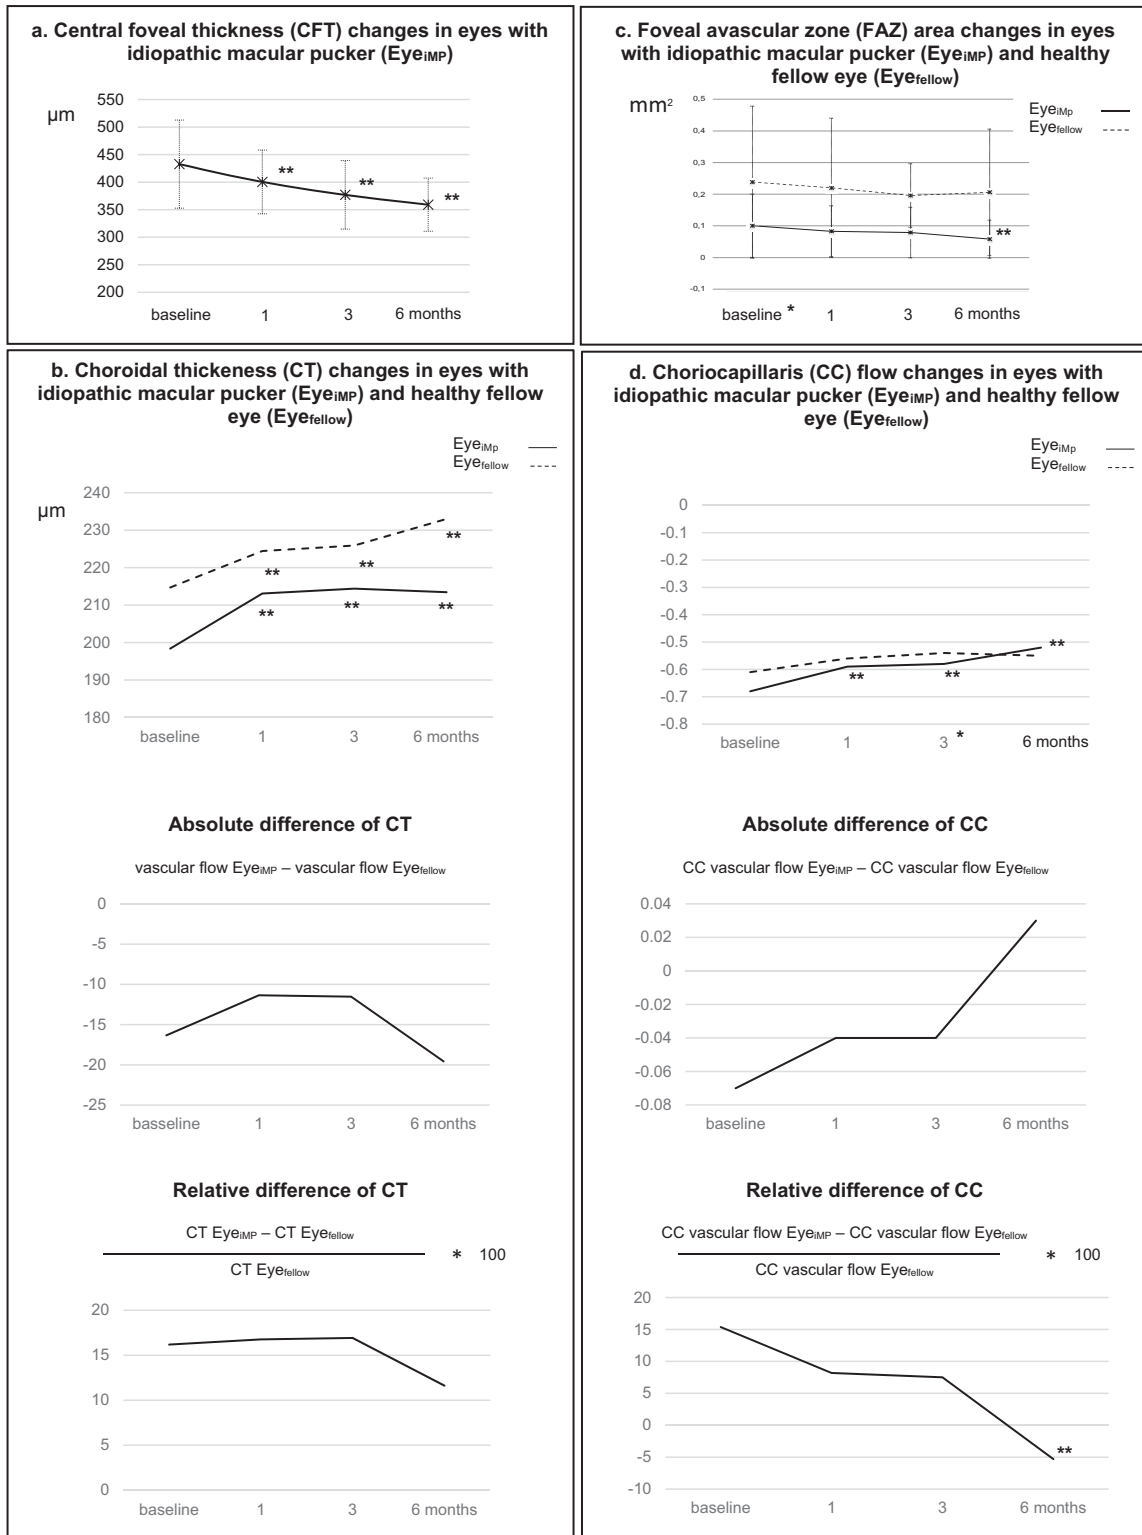 a. Central foveal thickness (CFT) changes in eyes with
idiopathic macular pucker (EyeiMP)
µm
550
500
450
400
350
300
250
200
**
**
**
baseline 1 3 6 months
c. Foveal avascular zone (FAZ) area changes in eyes
with idiopathic macular pucker (EyeiMP) and healthy
fellow eye (Eyefellow)
mm²
EyeiMp
Eyefellow
0,5
0,4
0,3
0,2
0,1
0
-0,1
**
baseline * 1 3 6 months
b. Choroidal thickeness (CT) changes in eyes with
idiopathic macular pucker (EyeiMP) and healthy fellow
eye (Eyefellow)
EyeiMp
Eyefellow
µm
240
230
220
210
200
190
180
** ** **
** ** **
baseline 1 3 6 months
Absolute difference of CT
vascular flow EyeiMP – vascular flow Eyefellow
0
-5
-10
-15
-20
-25
basseline 1 3 6 months
Relative difference of CT
CT EyeiMP – CT Eyefellow
* 100
CT Eyefellow
20
15
10
5
0
baseline 1 3 6 months
d. Choriocapillaris (CC) flow changes in eyes with
idiopathic macular pucker (EyeiMP) and healthy fellow
eye (Eyefellow)
EyeiMp
Eyefellow
0
-0.1
-0.2
-0.3
-0.4
-0.5
-0.6
-0.7
-0.8
** ** **
baseline 1 3 * 6 months
Absolute difference of CC
CC vascular flow EyeiMP – CC vascular flow Eyefellow
0.04
0.02
0
-0.02
-0.04
-0.06
-0.08
baseline 1 3 6 months
Relative difference of CC
CC vascular flow EyeiMP – CC vascular flow Eyefellow
* 100
CC vascular flow Eyefellow
20
15
10
5
0
-5
-10
**
baseline 1 3 6 months